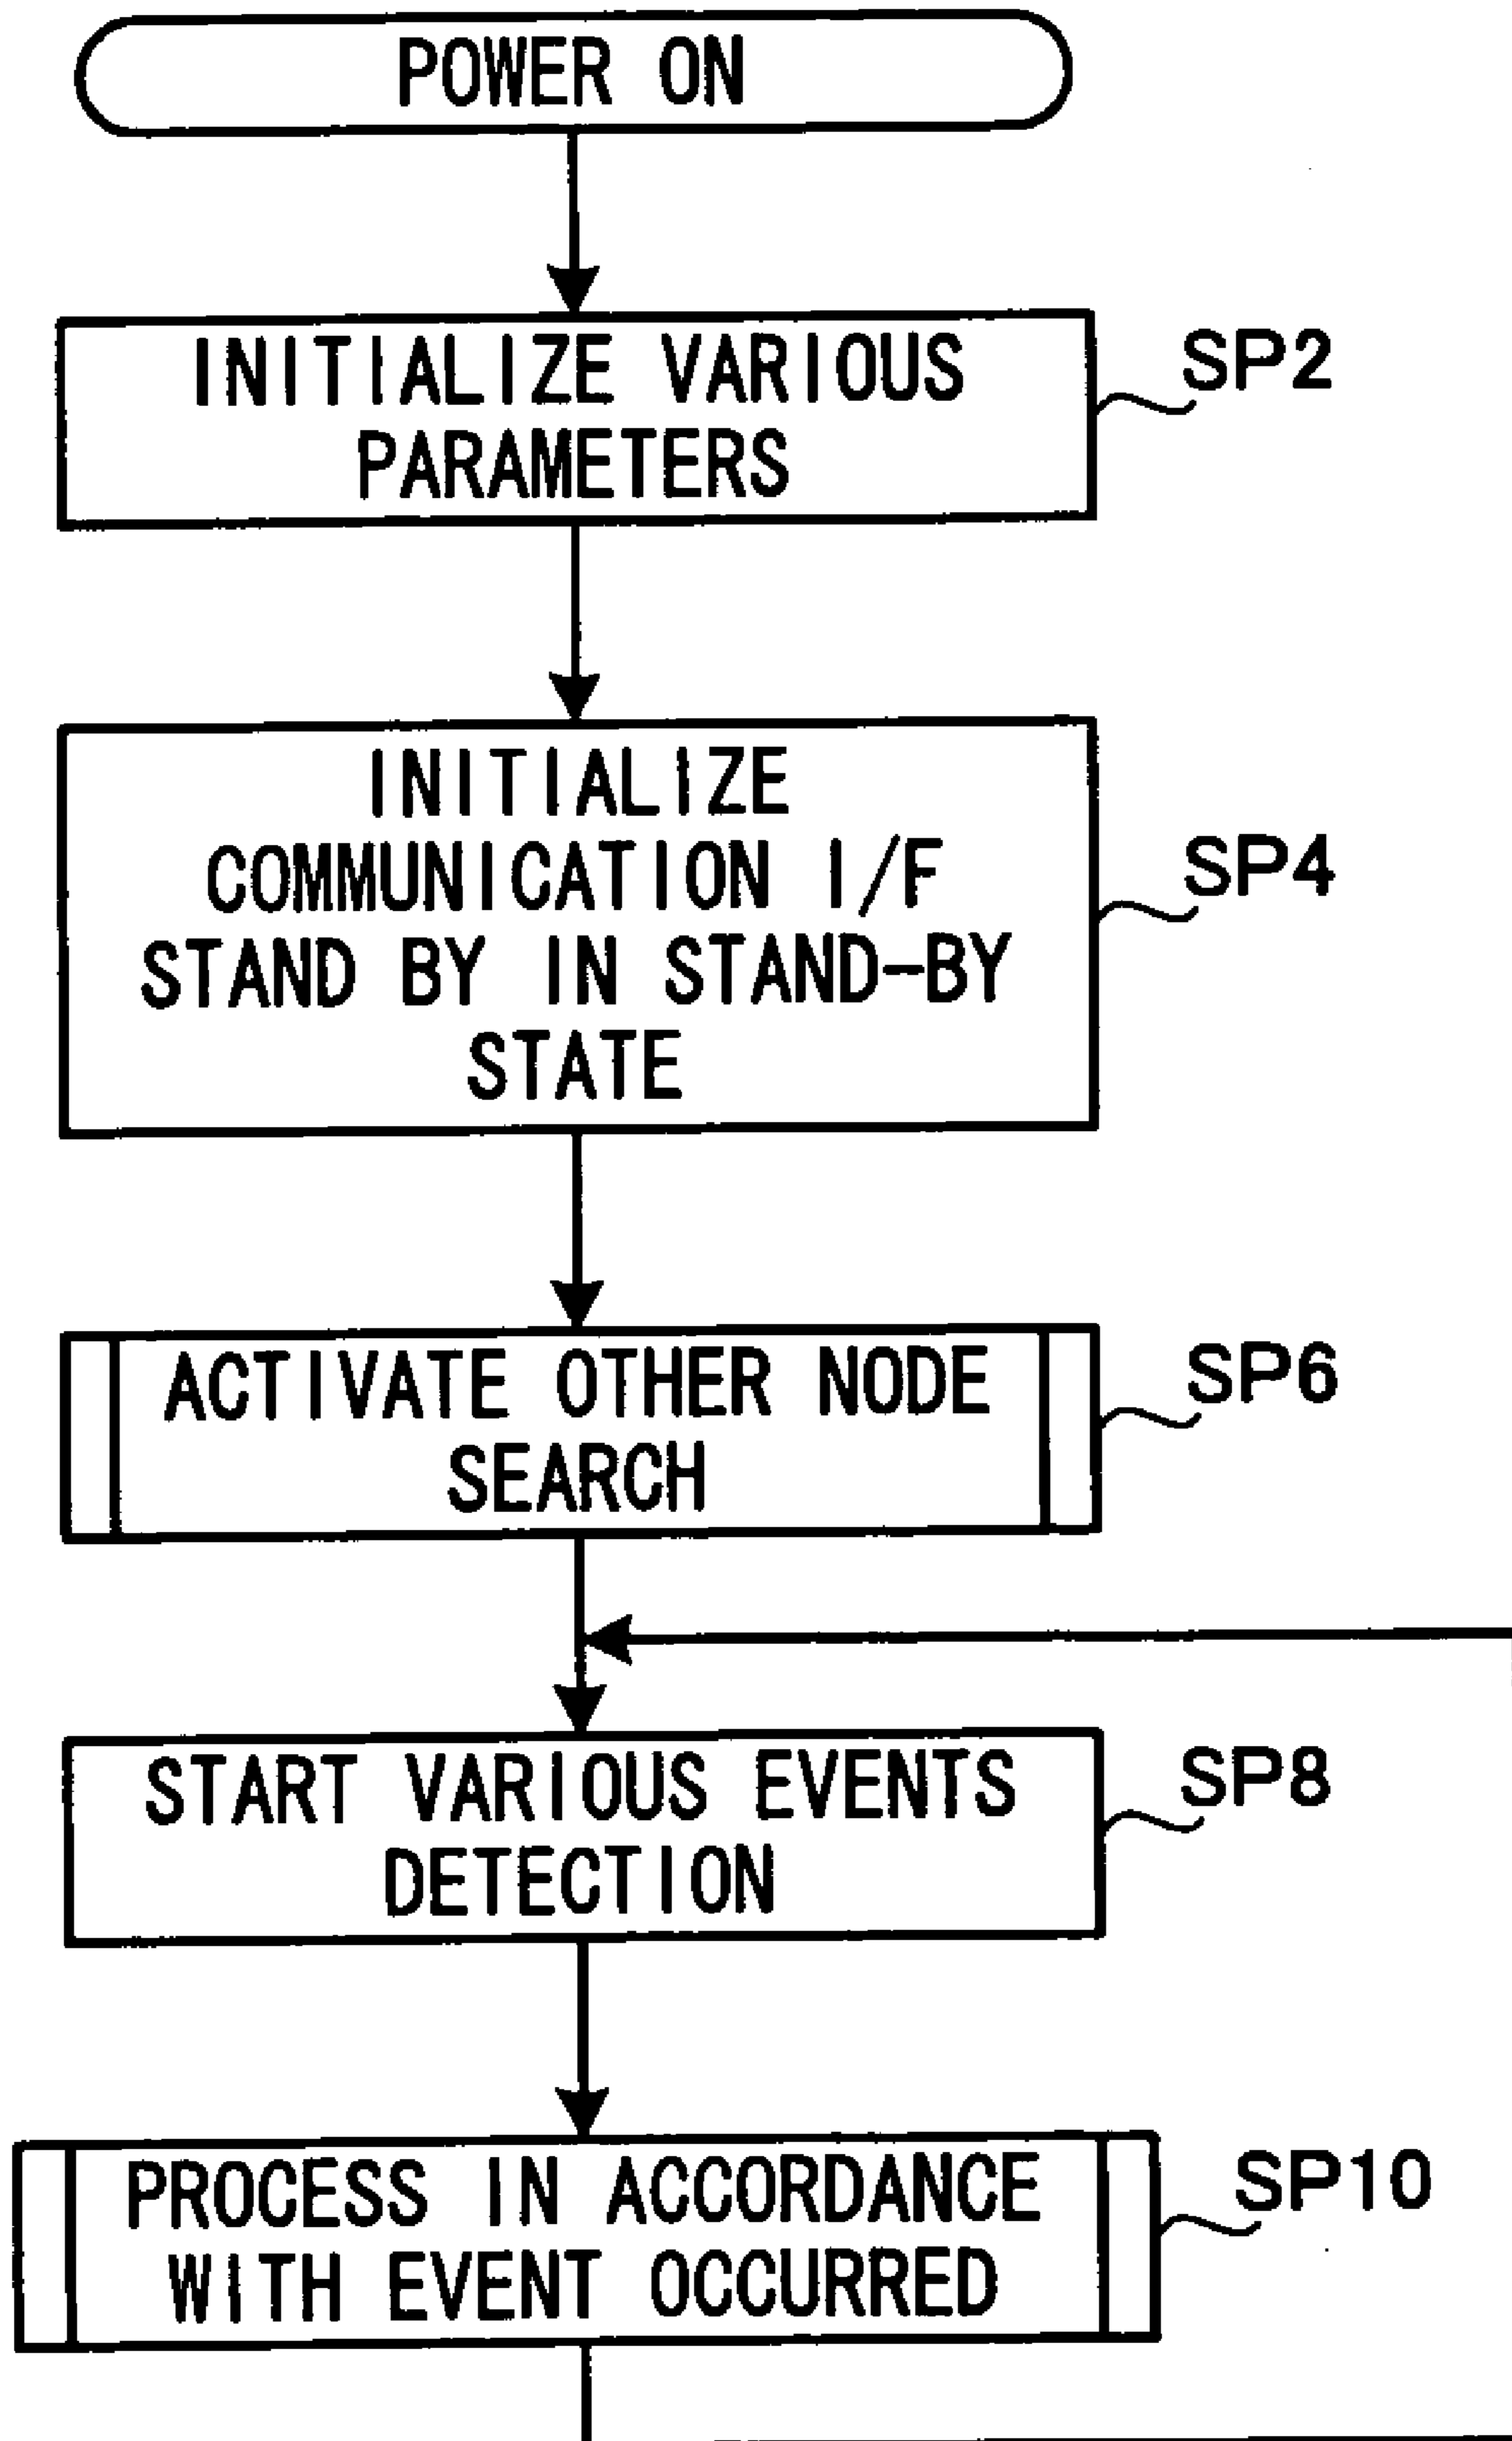 POWER ON
INITIALIZE VARIOUS
PARAMETERS
SP2
INITIALIZE
COMMUNICATION I/F
STAND BY IN STAND-BY
STATE
SP4
ACTIVATE OTHER NODE
SEARCH
SP6
START VARIOUS EVENTS
DETECTION
SP8
PROCESS IN ACCORDANCE
WITH EVENT OCCURRED
SP10